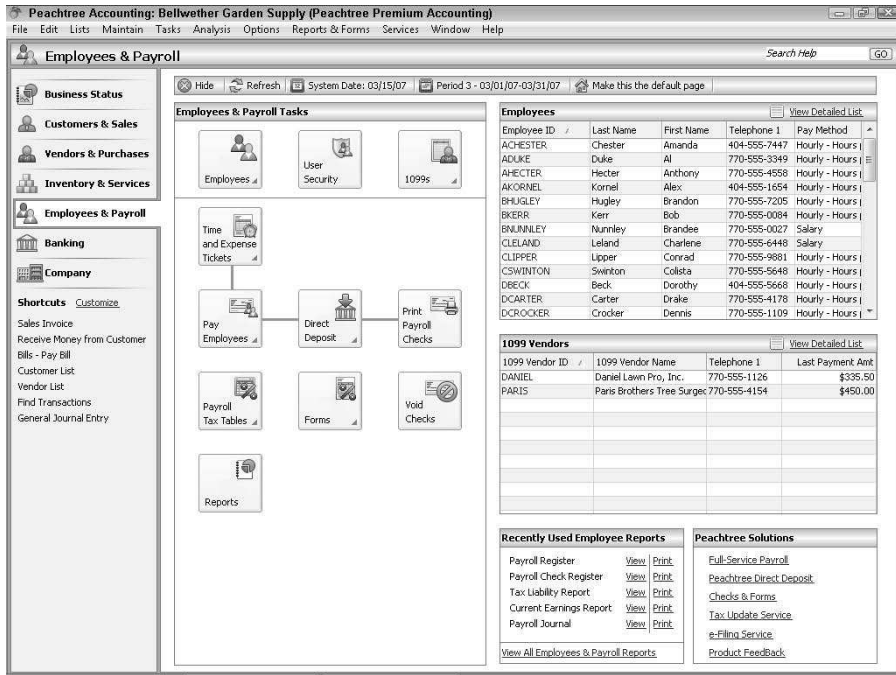 Peachtree Accounting: Bellwether Garden Supply (Peachtree Premium Accounting)
File Edit Lists Maintain Tasks Analysis Options Reports & Forms Services Window Help
Employees & Payroll
Search Help GO
Business Status
Customers & Sales
Vendors & Purchases
Inventory & Services
Employees & Payroll
Banking
Company
Shortcuts Customize
Sales Invoice
Receive Money from Customer
Bills - Pay Bill
Customer List
Vendor List
Find Transactions
General Journal Entry
Hide Refresh System Date: 03/15/07 Period 3 - 03/01/07-03/31/07 Make this the default page
Employees & Payroll Tasks
Employees
User
Security
1099s
Time
and Expense
Tickets
Pay
Employees
Direct
Deposit
Print
Payroll
Checks
Payroll
Tax Tables
Forms
Void
Checks
Reports
Employees View Detailed List
Employee ID / Last Name First Name Telephone 1 Pay Method
ACHESTER Chester Amanda 404-555-7447 Hourly - Hours
ADUKE Duke Al 770-555-3349 Hourly - Hours
AHECTER Hecter Anthony 770-555-4558 Hourly - Hours
AKORNEL Kornel Alex 404-555-1654 Hourly - Hours
BHUGLEY Hugley Brandon 770-555-7205 Hourly - Hours
BKERR Kerr Bob 770-555-0084 Hourly - Hours
BNUNNLEY Nunnley Brandee 770-555-0027 Salary
CLELAND Leland Charlene 770-555-6448 Salary
CLIPPER Lipper Conrad 770-555-9881 Hourly - Hours
CSWINTON Swinton Colista 770-555-5648 Hourly - Hours
DBECK Beck Dorothy 404-555-5668 Hourly - Hours
DCARTER Carter Drake 770-555-4178 Hourly - Hours
DCROCKER Crocker Dennis 770-555-1109 Hourly - Hours
1099 Vendors View Detailed List
1099 Vendor ID / 1099 Vendor Name Telephone 1 Last Payment Amt
DANIEL Daniel Lawn Pro, Inc. 770-555-1126 $335.50
PARIS Paris Brothers Tree Surgec 770-555-4154 $450.00
Recently Used Employee Reports
Payroll Register View Print
Payroll Check Register View Print
Tax Liability Report View Print
Current Earnings Report View Print
Payroll Journal View Print
View All Employees & Payroll Reports
Peachtree Solutions
Full-Service Payroll
Peachtree Direct Deposit
Checks & Forms
Tax Update Service
e-Filing Service
Product FeedBack